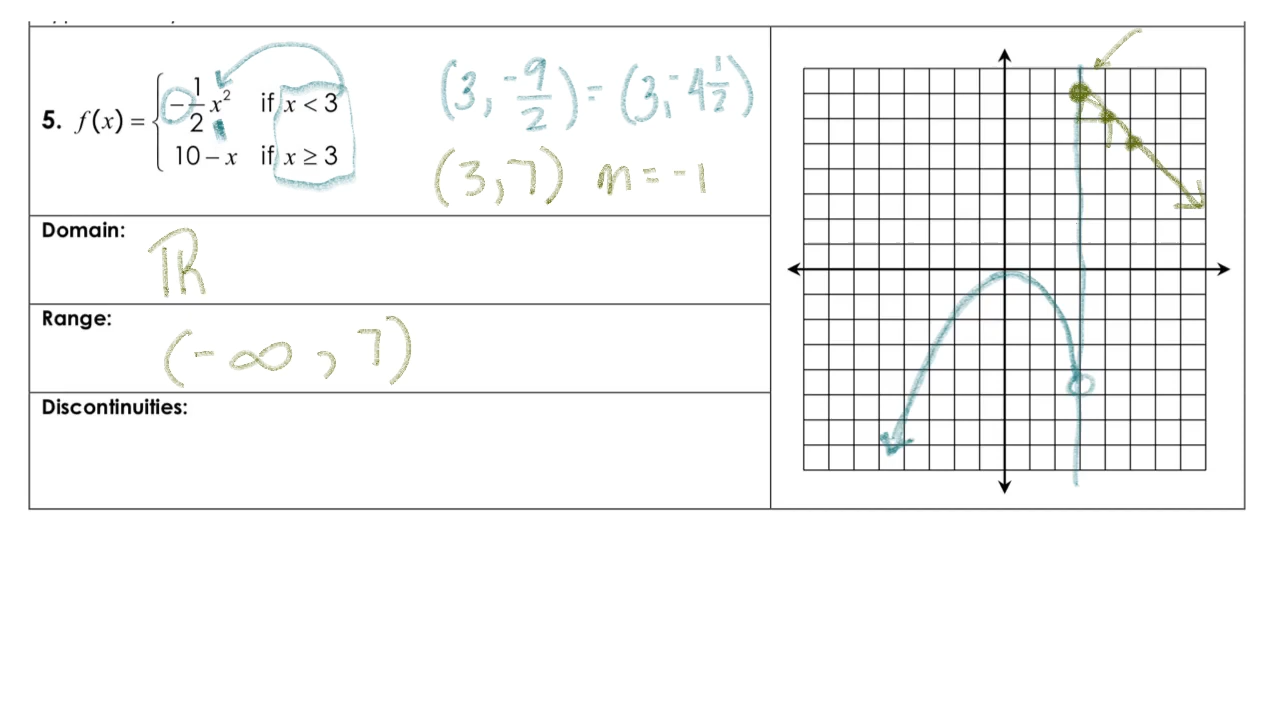 5. f(x) = { -1/2 x² if x < 3
10 - x if x ≥ 3
(3, -9/2) = (3, -4 1/2)
(3, 7) m = -1
Domain:
ℝ
Range:
(-∞, 7)
Discontinuities: